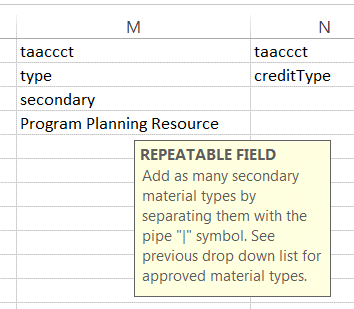 M N
taaccct taaccct
type creditType
secondary
Program Planning Resource
REPEATABLE FIELD
Add as many secondary
material types by
separating them with the
pipe "|" symbol. See
previous drop down list for
approved material types.